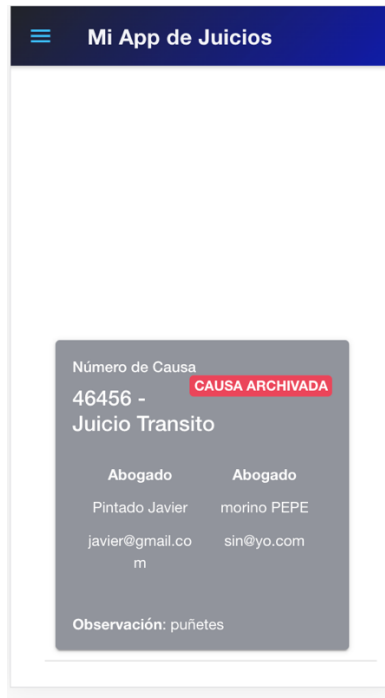 Mi App de Juicios
Número de Causa
CAUSA ARCHIVADA
46456 -
Juicio Transito
Abogado Abogado
Pintado Javier morino PEPE
javier@gmail.co sin@yo.com
m
Observación: puñetes